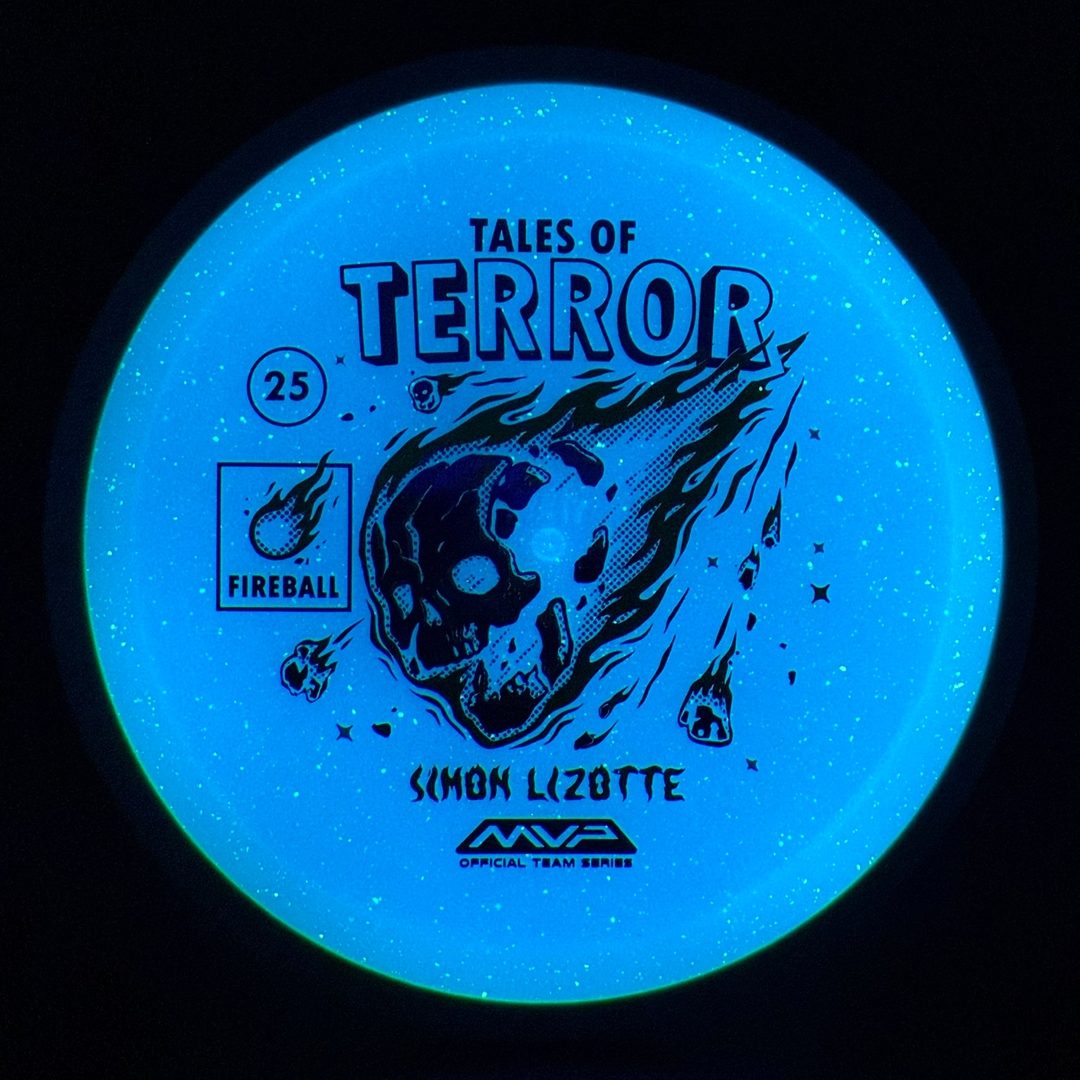 TALES OF
TERROR
25
FIREBALL
SIMON LIZOTTE
MVP
OFFICIAL TEAM SERIES